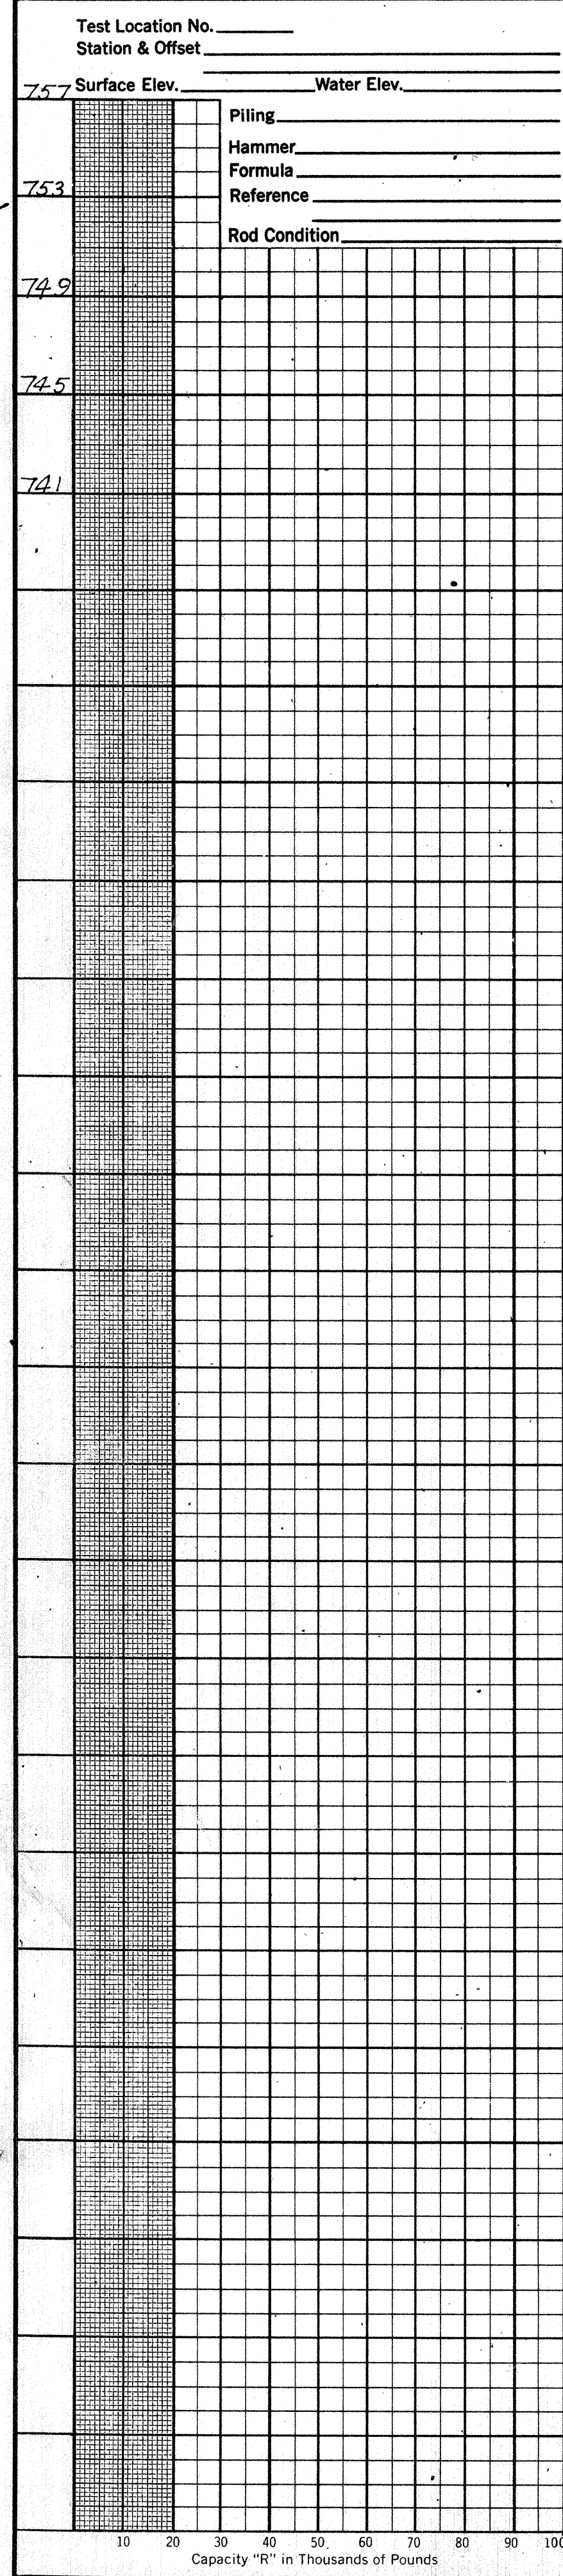 Test Location No.
Station & Offset
Surface Elev. Water Elev.
757
Piling
Hammer
Formula
753
Reference
Rod Condition
749
745
741
10 20 30 40 50 60 70 80 90 100
Capacity "R" in Thousands of Pounds